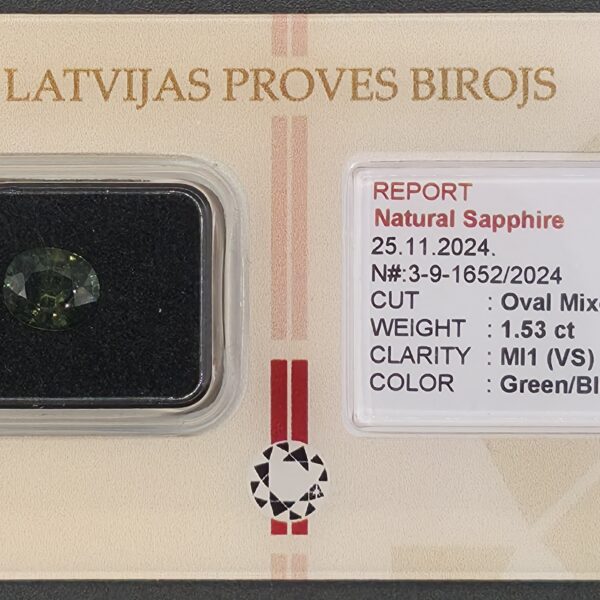 LATVIJAS PROVES BIROJS
REPORT
Natural Sapphire
25.11.2024.
N#:3-9-1652/2024
CUT : Oval Mix
WEIGHT : 1.53 ct
CLARITY : MI1 (VS)
COLOR : Green/Bl